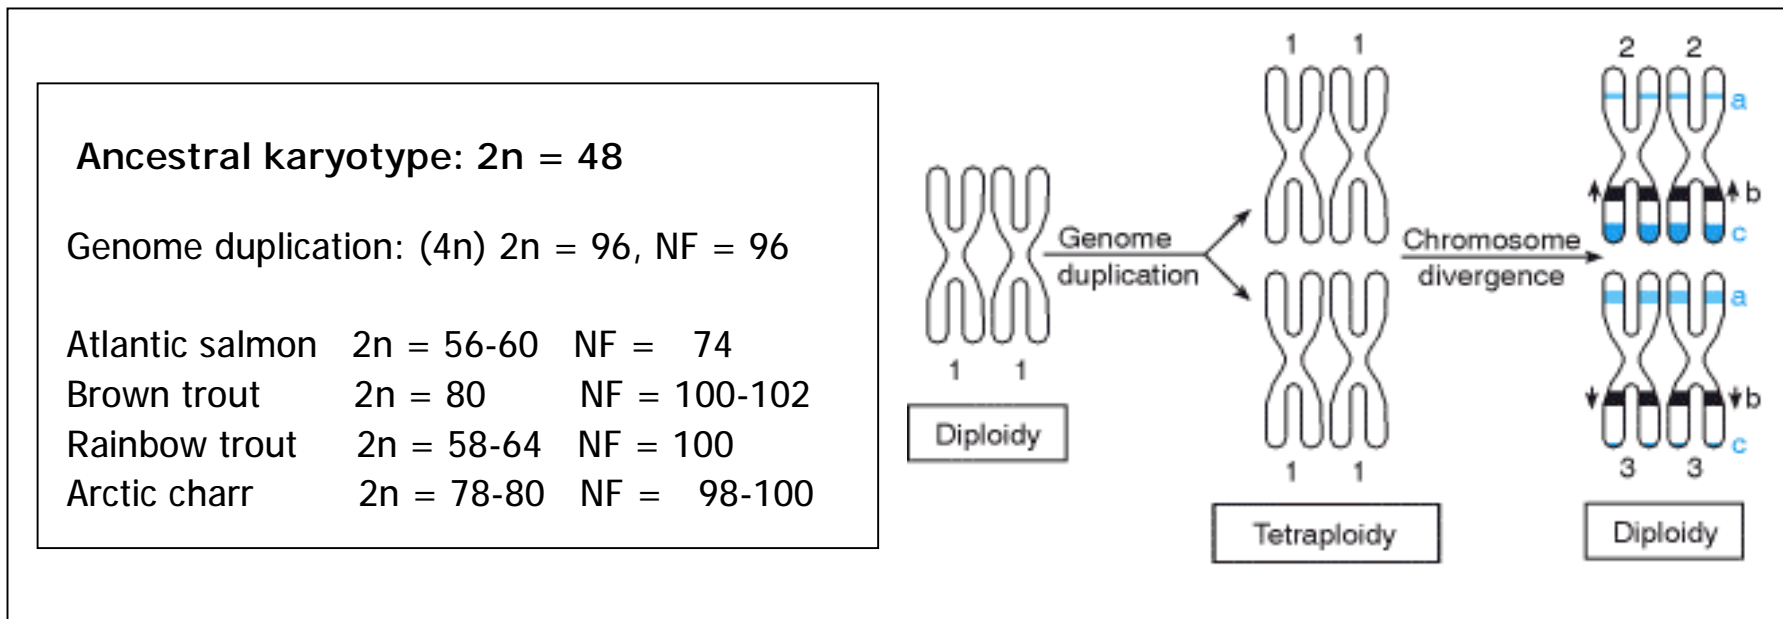 Ancestral karyotype: 2n = 48
Genome duplication: (4n) 2n = 96, NF = 96
Atlantic salmon 2n = 56-60 NF = 74
Brown trout 2n = 80 NF = 100-102
Rainbow trout 2n = 58-64 NF = 100
Arctic charr 2n = 78-80 NF = 98-100
1 1
Diploidy
Genome
duplication
1 1
1 1
Tetraploidy
Chromosome
divergence
2 2
a
b
c
a
b
c
3 3
Diploidy